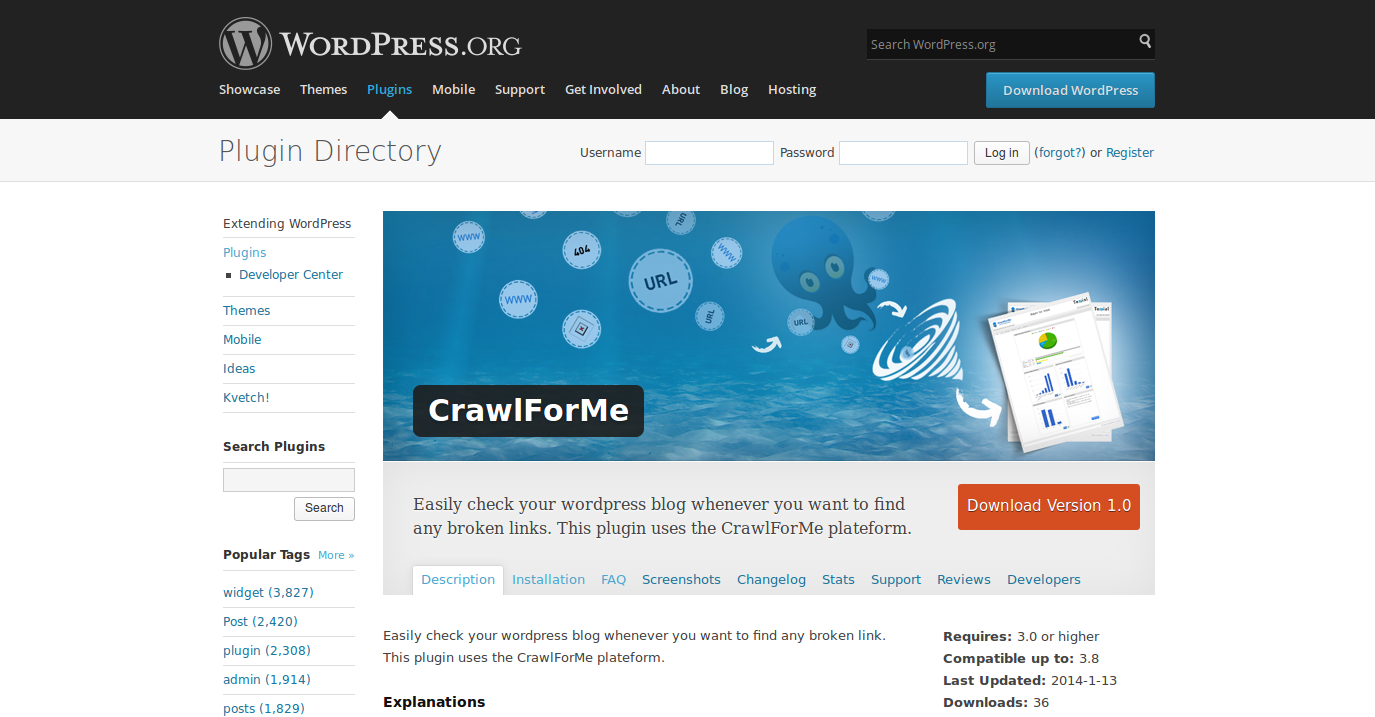 WORDPRESS.ORG
Search WordPress.org
Showcase Themes Plugins Mobile Support Get Involved About Blog Hosting
Download WordPress
Plugin Directory
Username Password Log in (forgot?) or Register
Extending WordPress
Plugins
Developer Center
Themes
Mobile
Ideas
Kvetch!
Search Plugins
Search
Popular Tags More »
widget (3,827)
Post (2,420)
plugin (2,308)
admin (1,914)
posts (1,829)
URL
WWW
404
WWW
URL
WWW
WWW
URL
URL
CrawlForMe
Easily check your wordpress blog whenever you want to find
any broken links. This plugin uses the CrawlForMe plateform.
Download Version 1.0
Description Installation FAQ Screenshots Changelog Stats Support Reviews Developers
Easily check your wordpress blog whenever you want to find any broken link.
This plugin uses the CrawlForMe plateform.
Explanations
Requires: 3.0 or higher
Compatible up to: 3.8
Last Updated: 2014-1-13
Downloads: 36